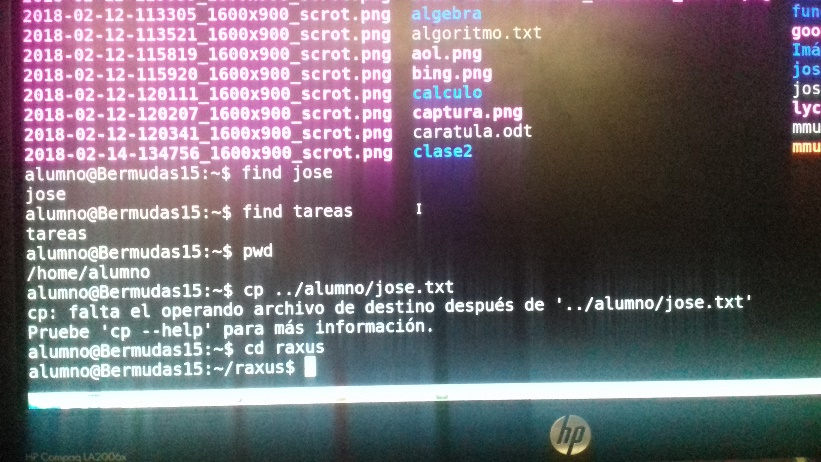 2018-02-12-113305_1600x900_scrot.png algebra fun
2018-02-12-113521_1600x900_scrot.png algoritmo.txt goo
2018-02-12-115819_1600x900_scrot.png aol.png Imá
2018-02-12-115920_1600x900_scrot.png bing.png jos
2018-02-12-120111_1600x900_scrot.png calculo jos
2018-02-12-120207_1600x900_scrot.png captura.png lyc
2018-02-12-120341_1600x900_scrot.png caratula.odt mmu
2018-02-14-134756_1600x900_scrot.png clase2 mmu
alumno@Bermudas15:~$ find jose
jose
alumno@Bermudas15:~$ find tareas
tareas
alumno@Bermudas15:~$ pwd
/home/alumno
alumno@Bermudas15:~$ cp ../alumno/jose.txt
cp: falta el operando archivo de destino después de '../alumno/jose.txt'
Pruebe 'cp --help' para más información.
alumno@Bermudas15:~$ cd raxus
alumno@Bermudas15:~/raxus$
hp
HP Compaq LA2006x